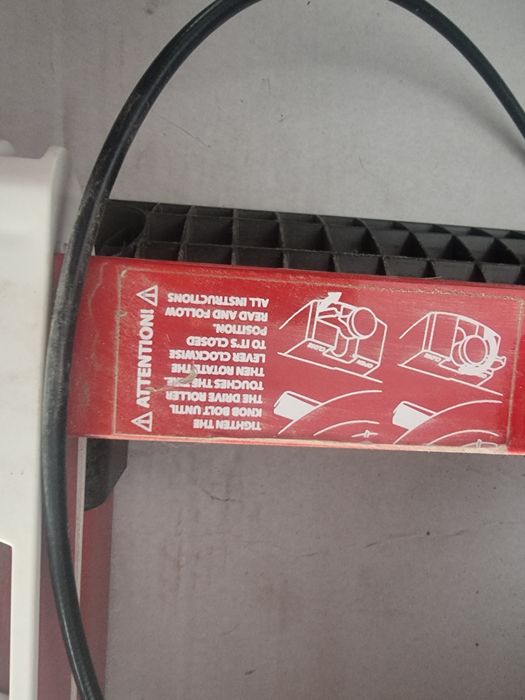 ATTENTION!
TIGHTEN THE
KNOB BOLT UNTIL
THE DRIVE ROLLER
TOUCHES THE
THEN ROTATE
LEVER CLOCKWISE
TO IT'S CLOSED
POSITION.
READ AND FOLLOW
ALL INSTRUCTIONS